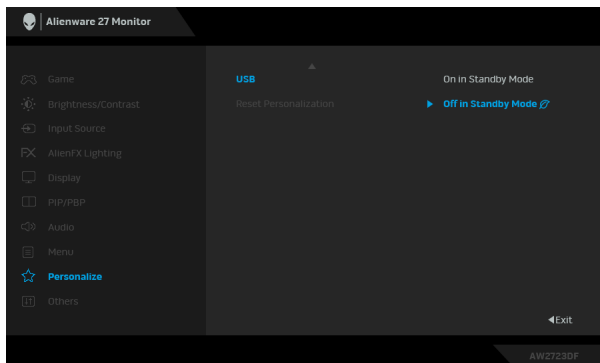 Alienware 27 Monitor
Game
Brightness/Contrast
Input Source
AlienFX Lighting
Display
PIP/PBP
Audio
Menu
Personalize
Others
USB
Reset Personalization
On in Standby Mode
Off in Standby Mode
Exit
AW2723DF